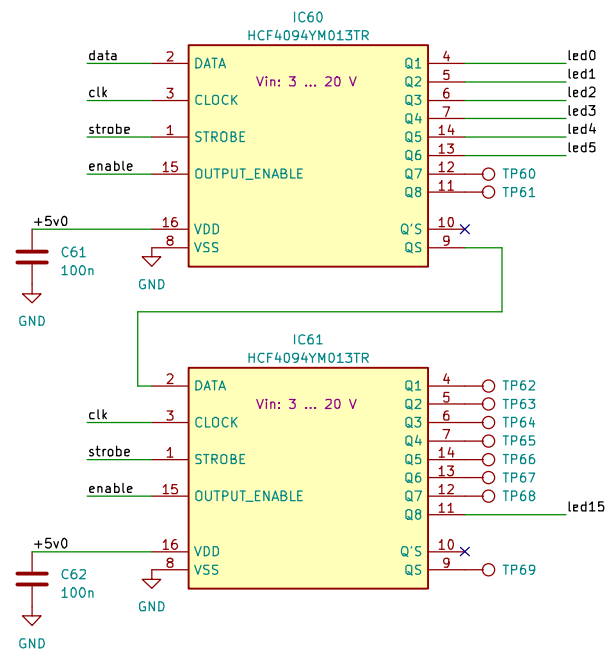 IC60
HCF4094YM013TR
data 2 DATA Q1 4 led0
Vin: 3 ... 20 V Q2 5 led1
clk 3 CLOCK Q3 6 led2
Q4 7 led3
strobe 1 STROBE Q5 14 led4
Q6 13 led5
enable 15 OUTPUT_ENABLE Q7 12 TP60
Q8 11 TP61
+5v0 16 VDD Q'S 10
C61 8 VSS QS 9
100n
GND
GND
IC61
HCF4094YM013TR
2 DATA Q1 4 TP62
Vin: 3 ... 20 V Q2 5 TP63
clk 3 CLOCK Q3 6 TP64
Q4 7 TP65
strobe 1 STROBE Q5 14 TP66
Q6 13 TP67
enable 15 OUTPUT_ENABLE Q7 12 TP68
Q8 11 led15
+5v0 16 VDD Q'S 10
C62 8 VSS QS 9 TP69
100n
GND
GND